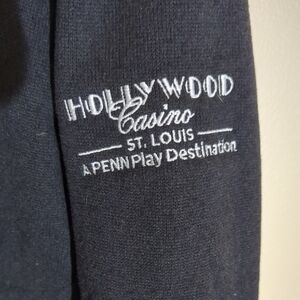 HOLLYWOOD
Casino
ST. LOUIS
A PENN Play Destination